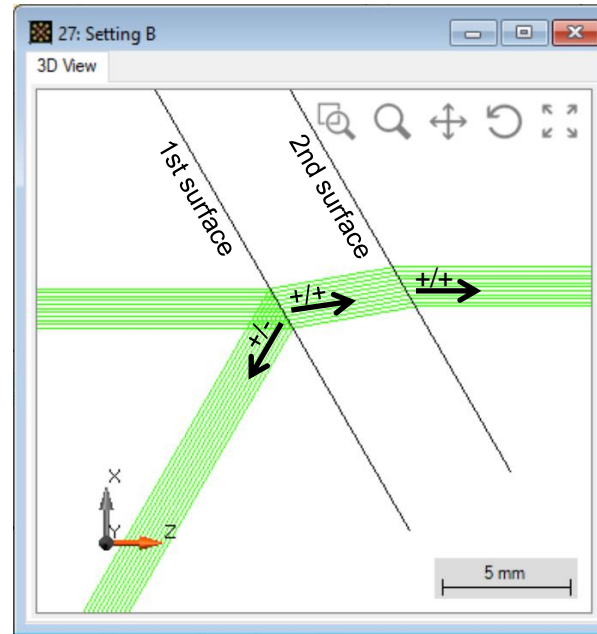 27: Setting B
3D View
1st surface
2nd surface
+/+
+/+
+/-
X
Y
Z
5 mm